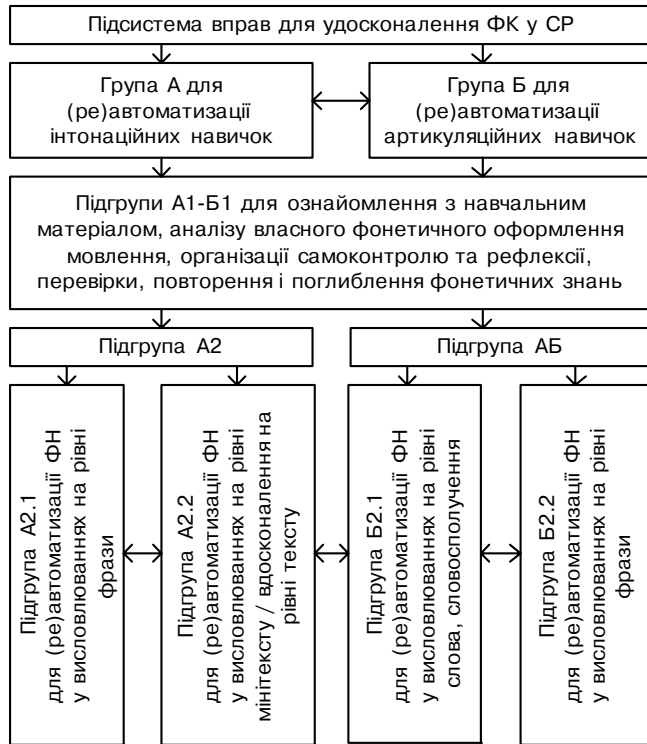 Підсистема вправ для удосконалення ФК у СР
Група А для
(ре)автоматизації
інтонаційних навичок
Група Б для
(ре)автоматизації
артикуляційних навичок
Підгрупи А1-Б1 для ознайомлення з навчальним
матеріалом, аналізу власного фонетичного оформлення
мовлення, організації самоконтролю та рефлексії,
перевірки, повторення і поглиблення фонетичних знань
Підгрупа А2
Підгрупа АБ
Підгрупа А2.1
для (ре)автоматизації ФН
у висловлюваннях на рівні
фрази
Підгрупа А2.2
для (ре)автоматизації ФН
у висловлюваннях на рівні
мінітексту / вдосконалення на
рівні тексту
Підгрупа Б2.1
для (ре)автоматизації ФН
у висловлюваннях на рівні
слова, словосполучення
Підгрупа Б2.2
для (ре)автоматизації ФН
у висловлюваннях на рівні
фрази